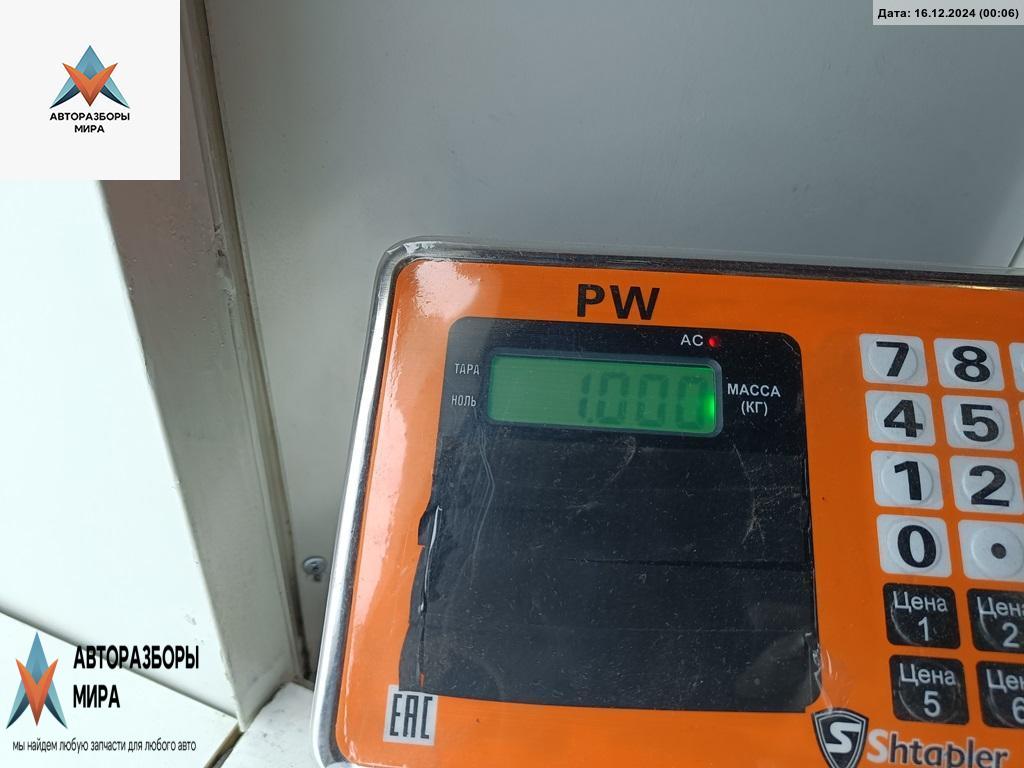 Дата: 16.12.2024 (00:06)
АВТОРАЗБОРЫ
МИРА
PW
AC
ТАРА
НОЛЬ
1.000
МАССА
(КГ)
7 8
4 5
1 2
0 .
Цена
1
Цена
2
Цена
5
6
EAC
S
Shtapler
АВТОРАЗБОРЫ
МИРА
мы найдем любую запчасти для любого авто